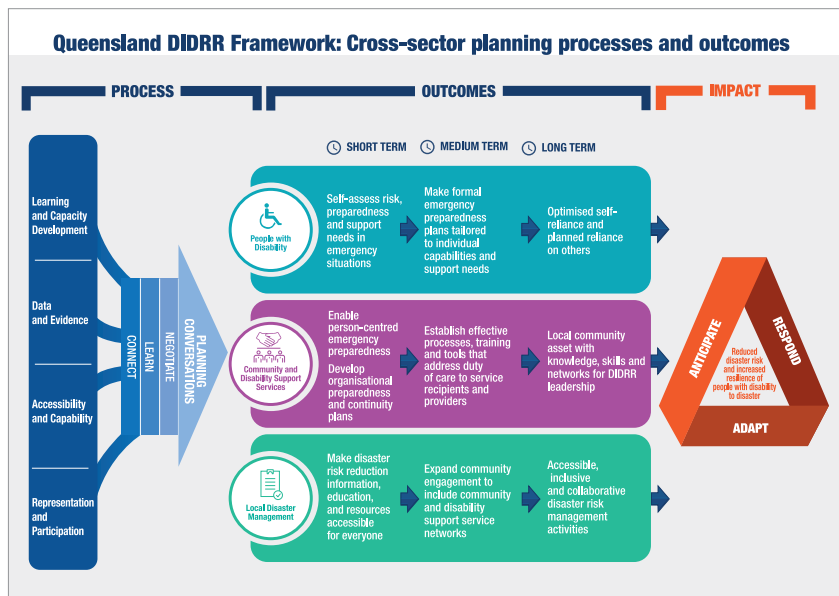 Queensland DIDRR Framework: Cross-sector planning processes and outcomes
PROCESS
OUTCOMES
IMPACT
SHORT TERM
MEDIUM TERM
LONG TERM
Learning
and Capacity
Development
Data
and Evidence
Accessibility
and Capability
Representation
and
Participation
CONNECT
LEARN
NEGOTIATE
PLANNING
CONVERSATIONS
People with
Disability
Self-assess risk,
preparedness
and support
needs in
emergency
situations
Make formal
emergency
preparedness
plans tailored
to individual
capabilities and
support needs
Optimised self-
reliance and
planned reliance
on others
Community and
Disability Support
Services
Enable
person-centred
emergency
preparedness
Develop
organisational
preparedness
and continuity
plans
Establish effective
processes, training
and tools that
address duty
of care to service
recipients and
providers
Local community
asset with
knowledge, skills and
networks for DIDRR
leadership
Local Disaster
Management
Make disaster
risk reduction
information,
education,
and resources
accessible
for everyone
Expand community
engagement to
include community
and disability
support service
networks
Accessible,
inclusive
and collaborative
disaster risk
management
activities
ANTICIPATE
RESPOND
ADAPT
Reduced
disaster risk
and increased
resilience of
people with disability
to disaster